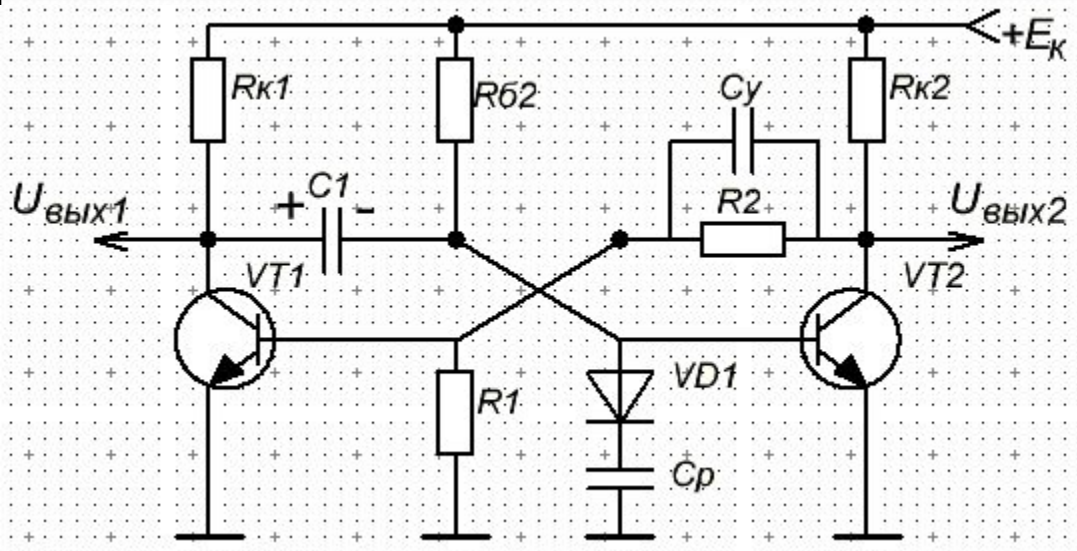 +Eк
Rк1
Rб2
Cу
Rк2
+ C1 -
R2
Uвых1
Uвых2
VT1
VT2
R1
VD1
Cр